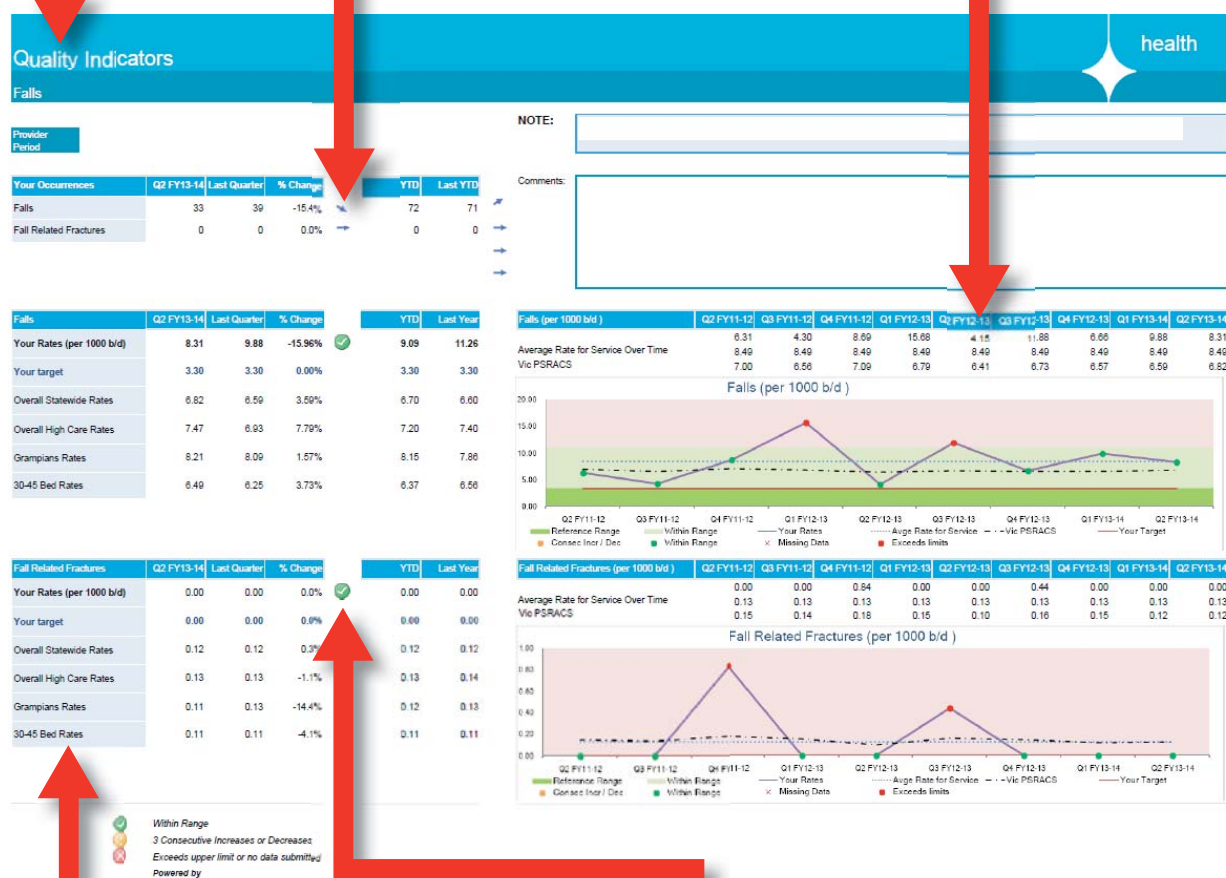 health
Quality Indicators
Falls
Provider
Period
NOTE:
Comments:
Your Occurrences Q2 FY13-14 Last Quarter % Change YTD Last YTD
Falls 33 39 -15.4% 72 71
Fall Related Fractures 0 0 0.0% 0 0
Falls Q2 FY13-14 Last Quarter % Change YTD Last Year
Your Rates (per 1000 b/d) 8.31 9.88 -15.96% 9.09 11.26
Your target 3.30 3.30 0.00% 3.30 3.30
Overall Statewide Rates 6.82 6.59 3.59% 6.70 6.60
Overall High Care Rates 7.47 6.93 7.79% 7.20 7.40
Grampians Rates 8.21 8.09 1.57% 8.15 7.86
30-45 Bed Rates 6.49 6.25 3.73% 6.37 6.56
Falls (per 1000 b/d ) Q2 FY11-12 Q3 FY11-12 Q4 FY11-12 Q1 FY12-13 Q2 FY12-13 Q3 FY12-13 Q4 FY12-13 Q1 FY13-14 Q2 FY13-14
6.31 4.30 8.69 15.68 4.15 11.88 6.66 9.88 8.31
Average Rate for Service Over Time 8.49 8.49 8.49 8.49 8.49 8.49 8.49 8.49 8.49
Vic PSRACS 7.00 6.56 7.09 6.79 6.41 6.73 6.57 6.59 6.82
Falls (per 1000 b/d )
20.00
15.00
10.00
5.00
0.00
Q2 FY11-12 Q3 FY11-12 Q4 FY11-12 Q1 FY12-13 Q2 FY12-13 Q3 FY12-13 Q4 FY12-13 Q1 FY13-14 Q2 FY13-14
Reference Range Within Range Your Rates Avge Rate for Service Vic PSRACS Your Target
Consec Incr / Dec Within Range × Missing Data Exceeds limits
Fall Related Fractures Q2 FY13-14 Last Quarter % Change YTD Last Year
Your Rates (per 1000 b/d) 0.00 0.00 0.0% 0.00 0.00
Your target 0.00 0.00 0.0% 0.00 0.00
Overall Statewide Rates 0.12 0.12 0.3% 0.12 0.12
Overall High Care Rates 0.13 0.13 -1.1% 0.13 0.14
Grampians Rates 0.11 0.13 -14.4% 0.12 0.13
30-45 Bed Rates 0.11 0.11 -4.1% 0.11 0.11
Fall Related Fractures (per 1000 b/d ) Q2 FY11-12 Q3 FY11-12 Q4 FY11-12 Q1 FY12-13 Q2 FY12-13 Q3 FY12-13 Q4 FY12-13 Q1 FY13-14 Q2 FY13-14
0.00 0.00 0.84 0.00 0.00 0.44 0.00 0.00 0.00
Average Rate for Service Over Time 0.13 0.13 0.13 0.13 0.13 0.13 0.13 0.13 0.13
Vic PSRACS 0.15 0.14 0.18 0.15 0.10 0.16 0.15 0.12 0.12
Fall Related Fractures (per 1000 b/d )
1.00
0.80
0.60
0.40
0.20
0.00
Q2 FY11-12 Q3 FY11-12 Q4 FY11-12 Q1 FY12-13 Q2 FY12-13 Q3 FY12-13 Q4 FY12-13 Q1 FY13-14 Q2 FY13-14
Reference Range Within Range Your Rates Avge Rate for Service Vic PSRACS Your Target
Consec Incr / Dec Within Range × Missing Data Exceeds limits
Within Range
3 Consecutive Increases or Decreases
Exceeds upper limit or no data submitted
Powered by